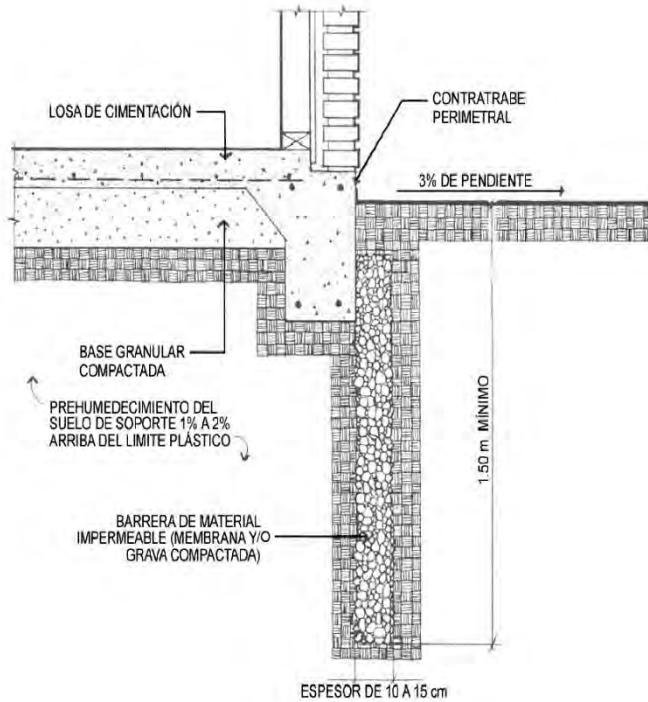 LOSA DE CIMENTACIÓN
CONTRATRABE
PERIMETRAL
3% DE PENDIENTE
BASE GRANULAR
COMPACTADA
PREHUMEDECIMIENTO DEL
SUELO DE SOPORTE 1% A 2%
ARRIBA DEL LIMITE PLÁSTICO
1.50 m MÍNIMO
BARRERA DE MATERIAL
IMPERMEABLE (MEMBRANA Y/O
GRAVA COMPACTADA)
ESPESOR DE 10 A 15 cm